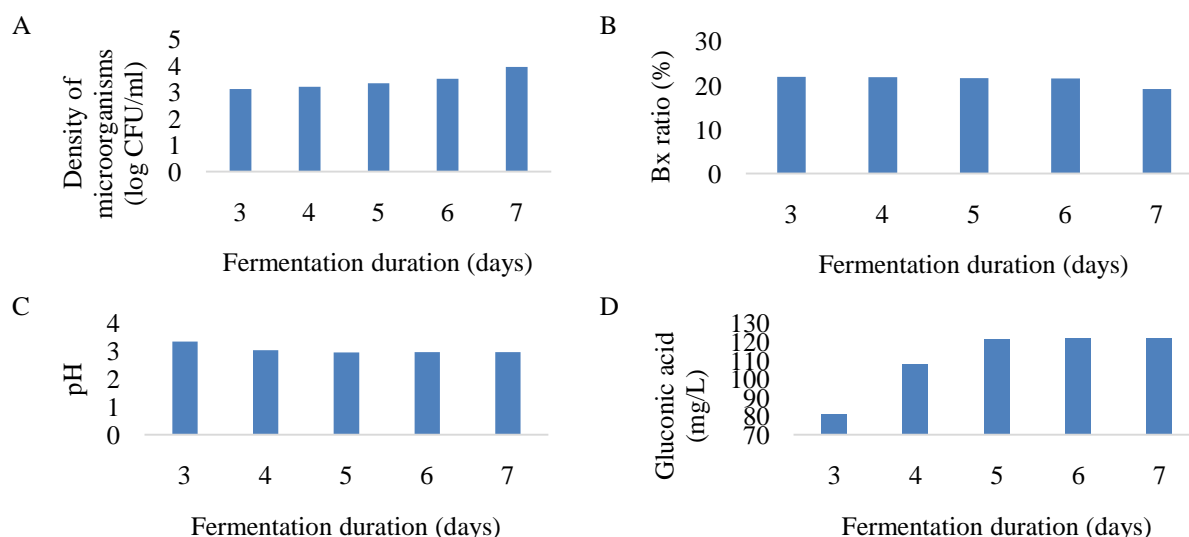 A
Density of
microorganisms
(log CFU/ml)
5
4
3
2
1
0
3 4 5 6 7
Fermentation duration (days)
B
Bx ratio (%)
30
20
10
0
3 4 5 6 7
Fermentation duration (days)
C
pH
4
3
2
1
0
3 4 5 6 7
Fermentation duration (days)
D
Gluconic acid
(mg/L)
130
120
110
100
90
80
70
3 4 5 6 7
Fermentation duration (days)